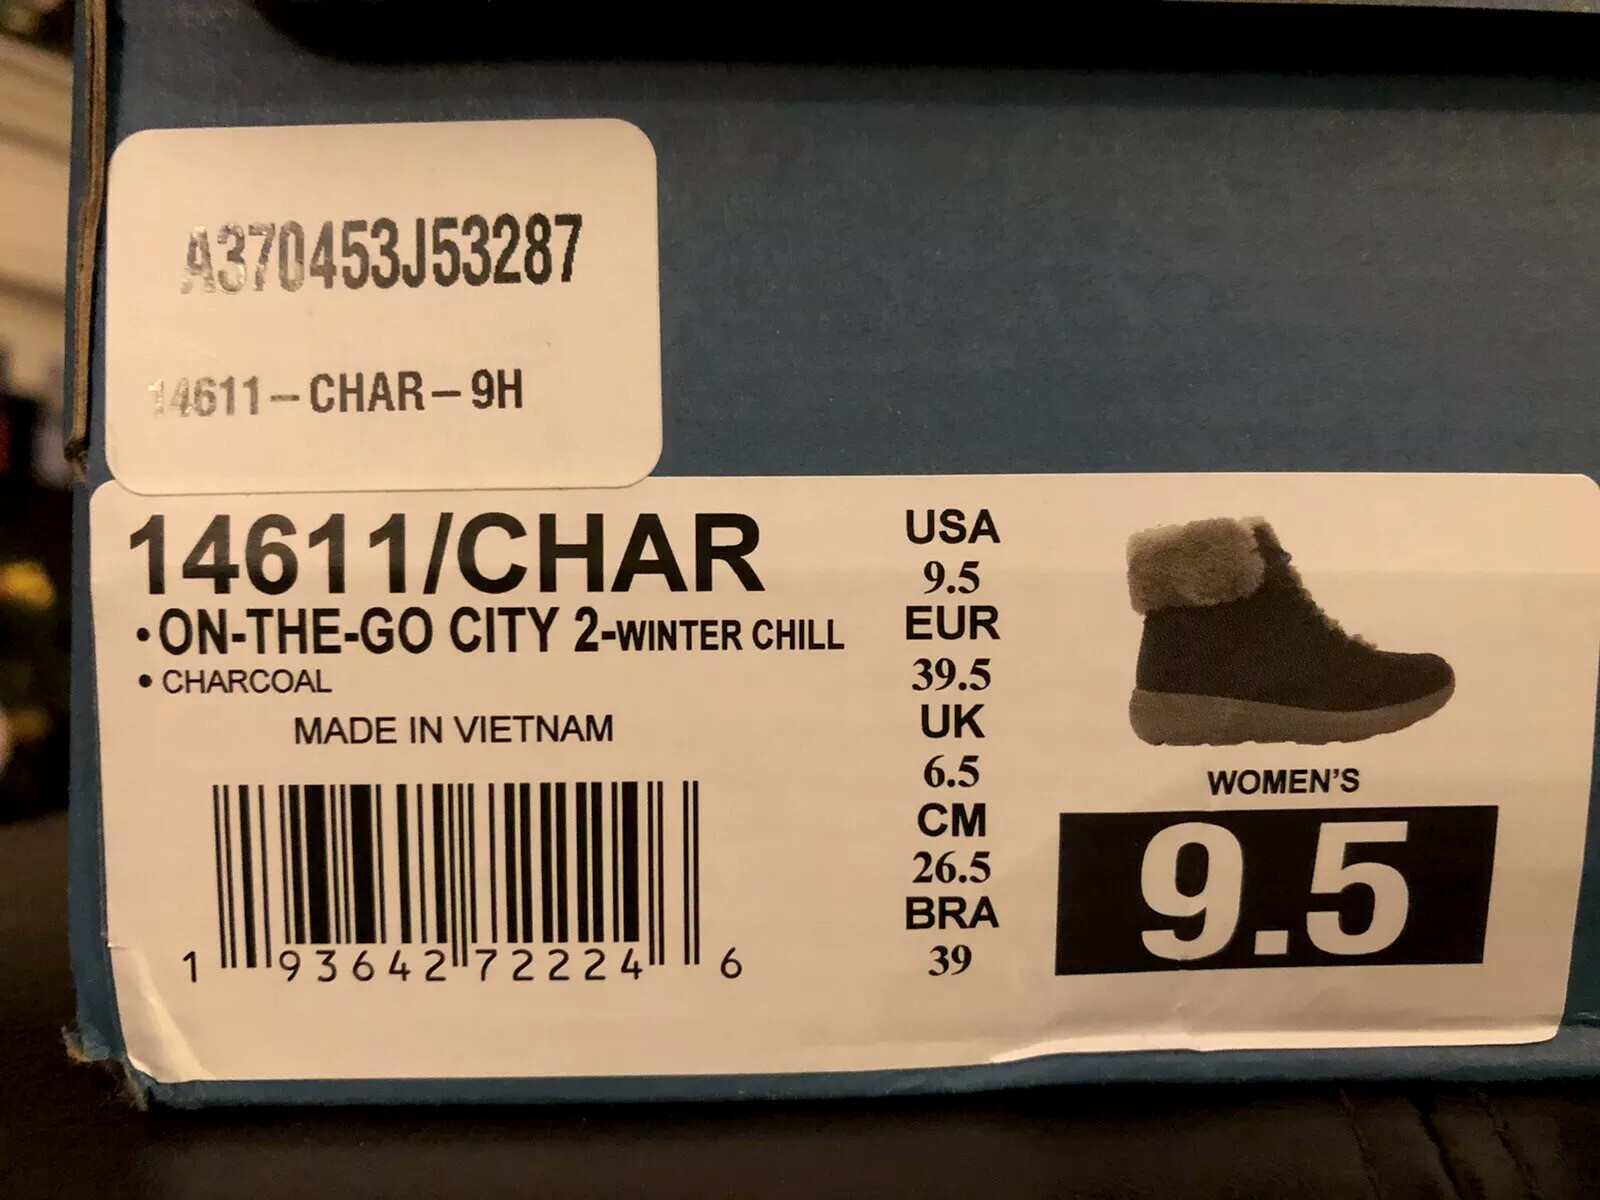 A370453J53287
14611-CHAR-9H
14611/CHAR
• ON-THE-GO CITY 2-WINTER CHILL
• CHARCOAL
MADE IN VIETNAM
1 93642 72224 6
USA
9.5
EUR
39.5
UK
6.5
CM
26.5
BRA
39
WOMEN'S
9.5